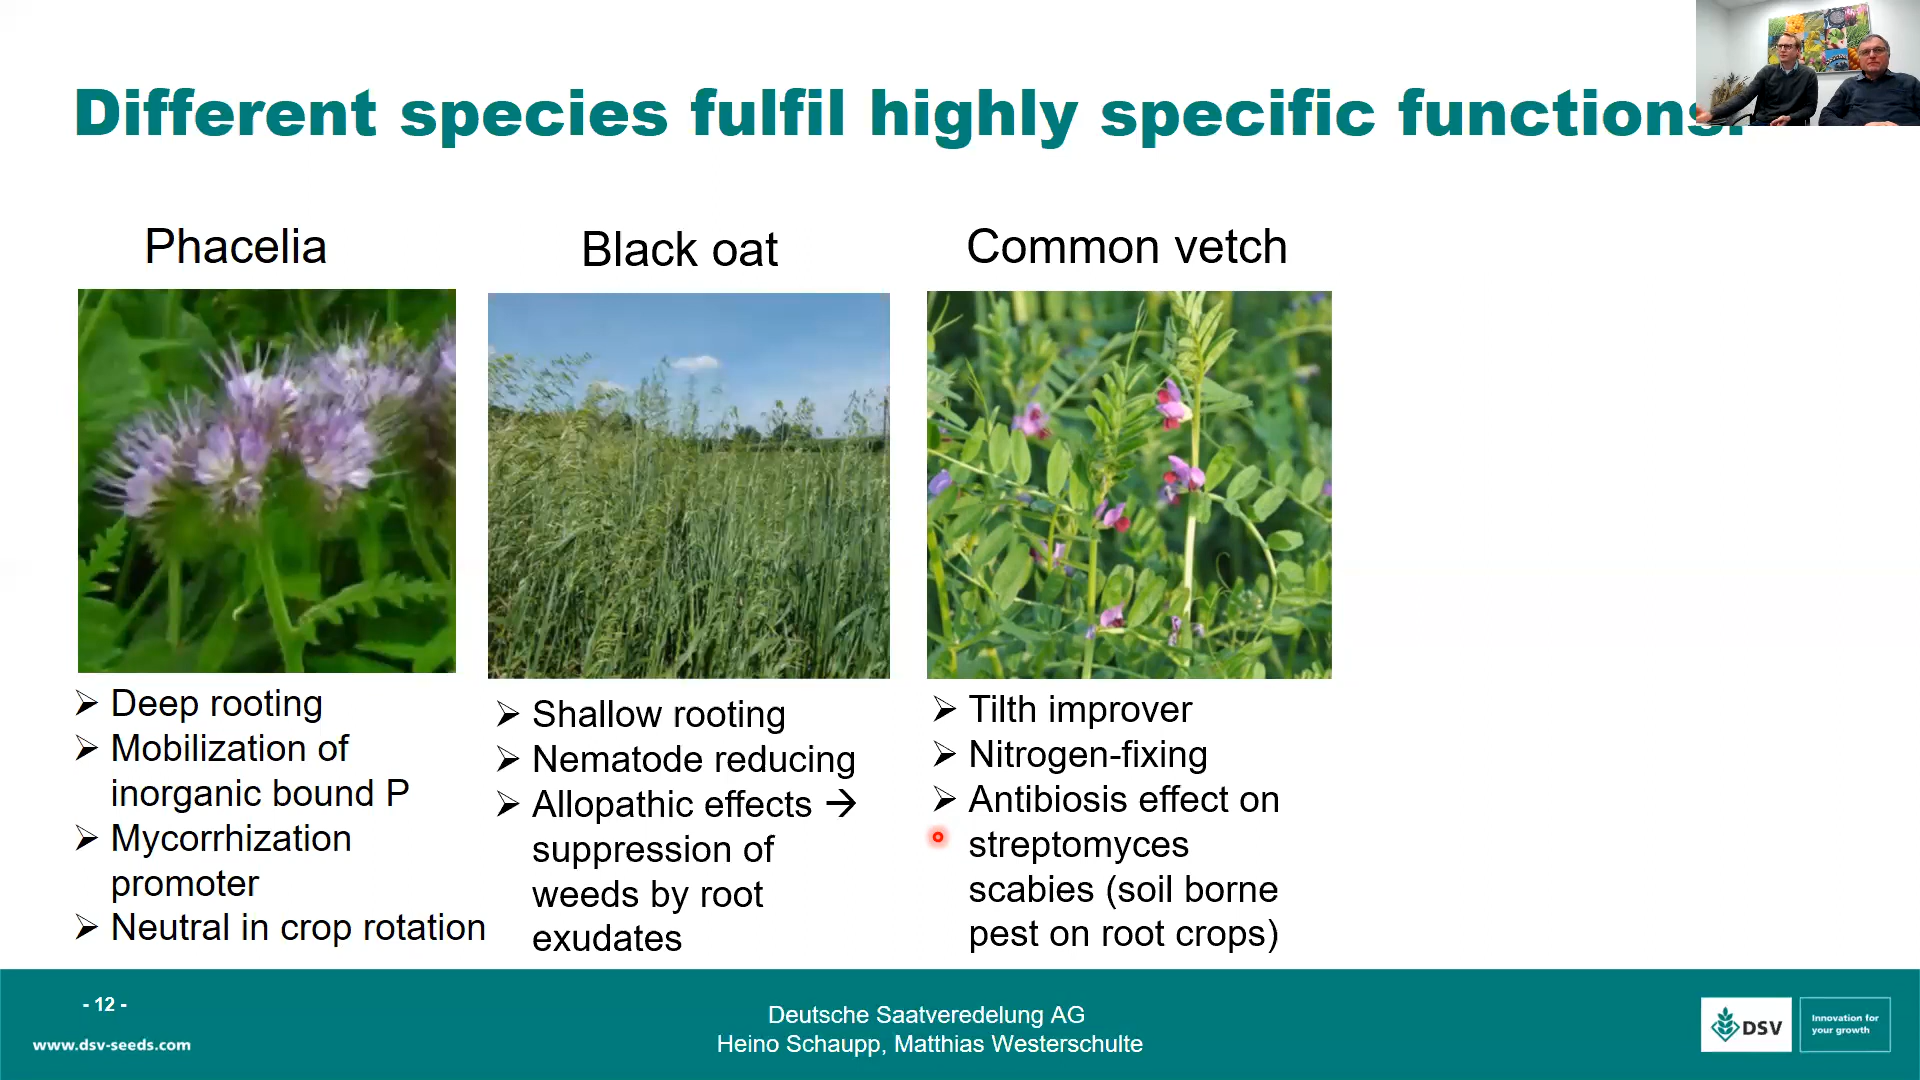 Different species fulfil highly specific functions.
Phacelia
Black oat
Common vetch
➢ Deep rooting
➢ Mobilization of
inorganic bound P
➢ Mycorrhization
promoter
➢ Neutral in crop rotation
➢ Shallow rooting
➢ Nematode reducing
➢ Allopathic effects →
suppression of
weeds by root
exudates
➢ Tilth improver
➢ Nitrogen-fixing
➢ Antibiosis effect on
streptomyces
scabies (soil borne
pest on root crops)
- 12 -
www.dsv-seeds.com
Deutsche Saatveredelung AG
Heino Schaupp, Matthias Westerschulte
DSV
Innovation for
your growth